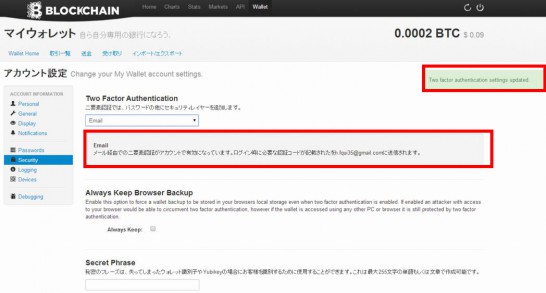 BLOCKCHAIN
Home Charts Stats Markets API Wallet
マイウォレット 自ら自分専用の銀行になろう。
0.0002 BTC $ 0.09
Wallet Home 取引一覧 送金 受け取り インポート/エクスポート
アカウント設定 Change your My Wallet account settings.
Two factor authentication settings updated.
ACCOUNT INFORMATION
Personal
General
Display
Notifications
Passwords
Security
Logging
Devices
Debugging
Two Factor Authentication
二要素認証では、パスワードの他にセキュリティレイヤーを追加します。
Email
Email
メール経由での二要素認証がアカウントで有効になっています。ログイン時に必要な認証コードが記載されたを
Always Keep Browser Backup
Enable this option to force a wallet backup to be stored in your browsers local storage even when two factor authentication is enabled. If enabled an attacker with access
to your browser would be able to circumvent two factor authentication, however if the wallet is accessed using any other PC or browser it is still protected by two factor
authentication.
Always Keep:
Secret Phrase
秘密のフレーズは、失ってしまったウォレット識別子やYubikeyの場合にお客様を識別するために使用することができます。これは最大255文字の単語もしくは文章で作成可能です。